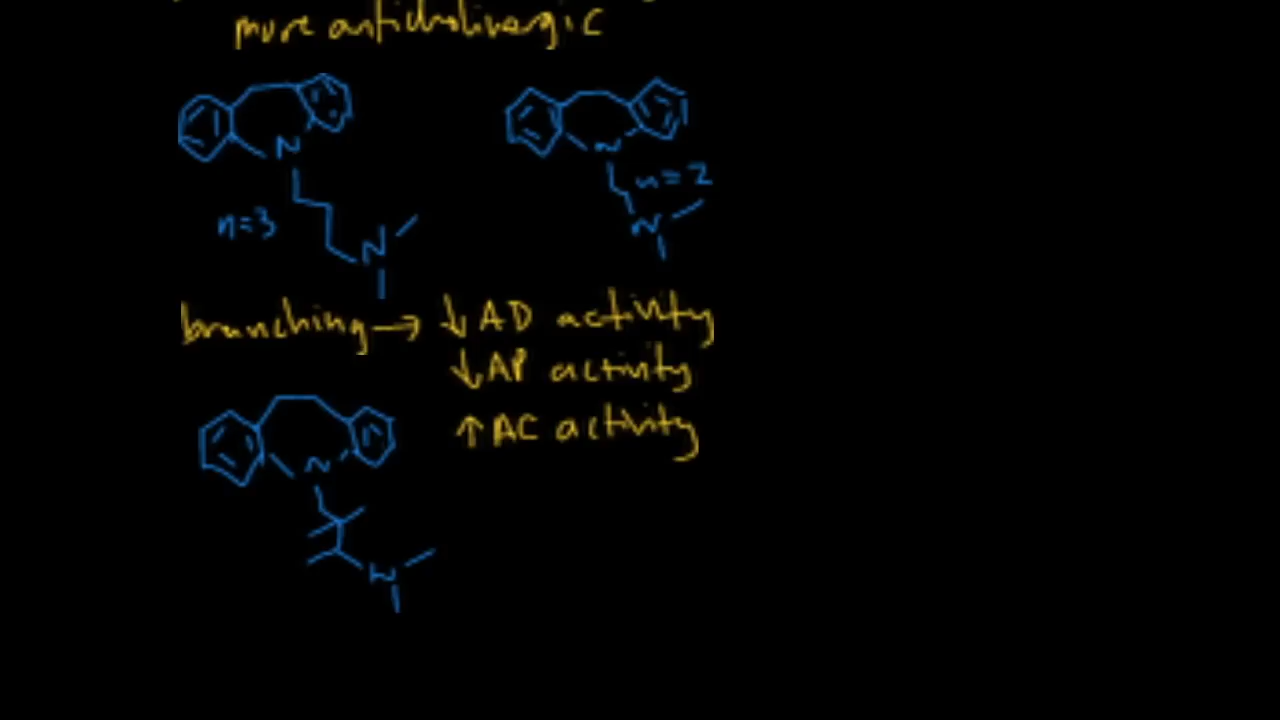 more anticholinergic
N
N
n=2
n=3
N
N
branching → ↓ AD activity
↓ AP activity
↑ AC activity
N
N